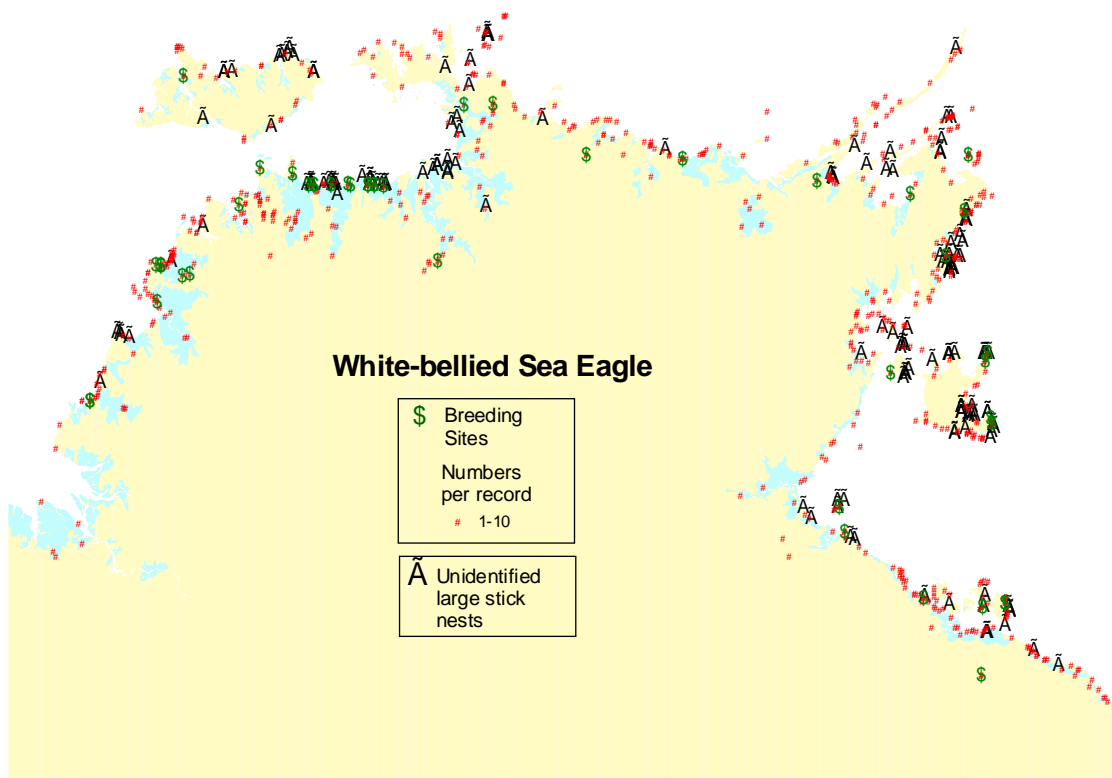 White-bellied Sea Eagle
$ Breeding
Sites
Numbers
per record
# 1-10
Ã Unidentified
large stick
nests